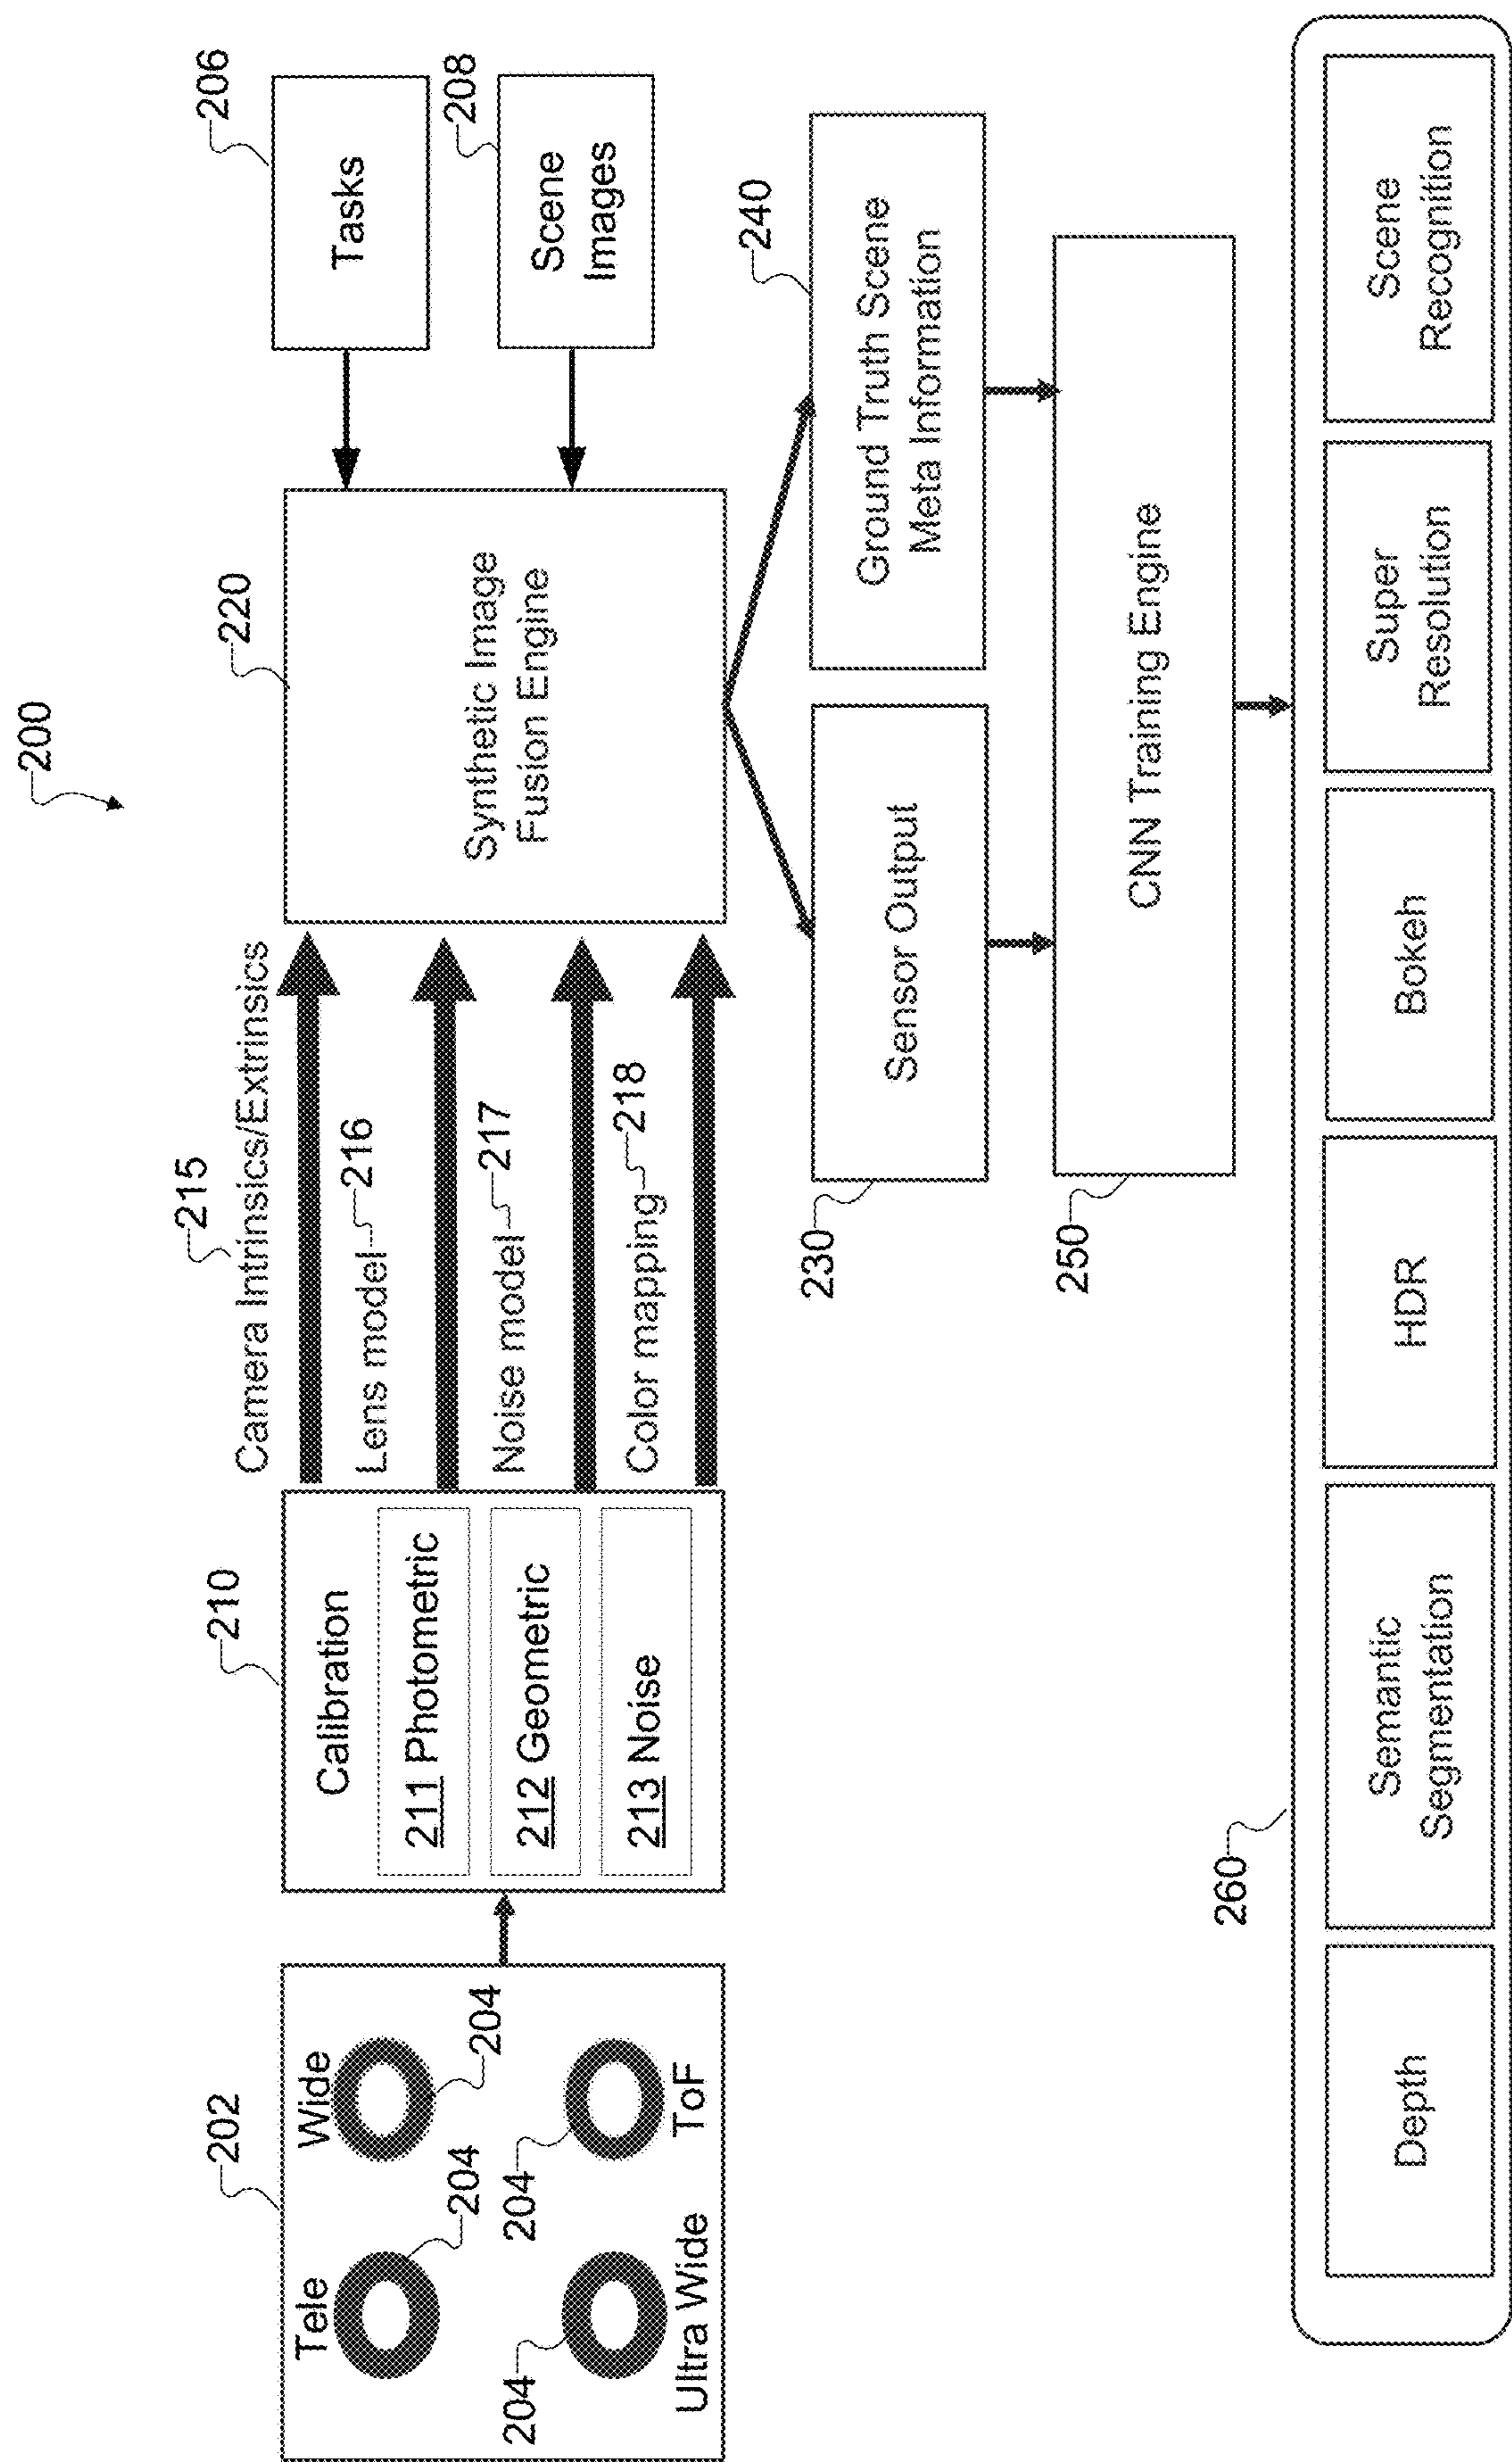 200
202
Tele
Wide
204
204
204
204
Ultra Wide
ToF
210
Calibration
211 Photometric
212 Geometric
213 Noise
215
Camera Intrinsics/Extrinsics
Lens model 216
Noise model 217
Color mapping 218
220
Synthetic Image
Fusion Engine
206
Tasks
208
Scene
Images
230
Sensor Output
240
Ground Truth Scene
Meta Information
250
CNN Training Engine
260
Depth
Semantic
Segmentation
HDR
Bokeh
Super
Resolution
Scene
Recognition